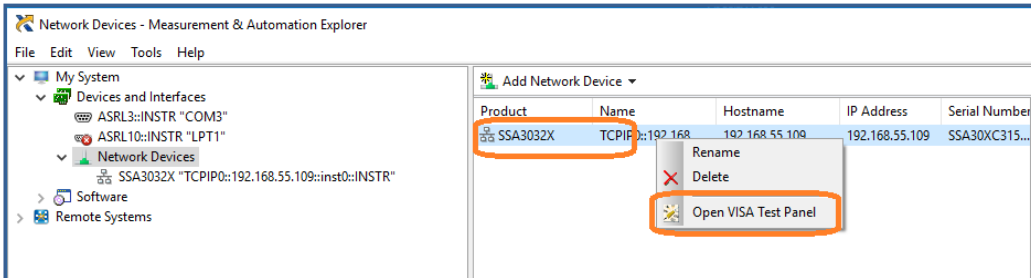 Network Devices - Measurement & Automation Explorer
File Edit View Tools Help
My System
Devices and Interfaces
ASRL3::INSTR "COM3"
ASRL10::INSTR "LPT1"
Network Devices
SSA3032X "TCPIP0::192.168.55.109::inst0::INSTR"
Software
Remote Systems
Add Network Device
Product Name Hostname IP Address Serial Number
SSA3032X TCPIP0::192.168 192.168.55.109 192.168.55.109 SSA30XC315...
Rename
Delete
Open VISA Test Panel